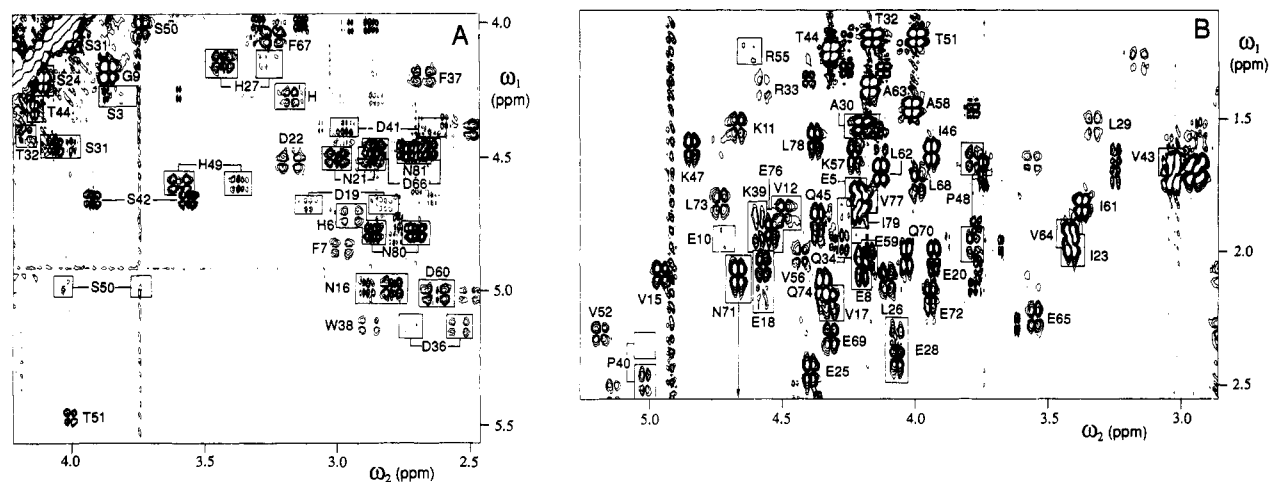 A
S50
S31
F67
S24
G9
H27
F37
T44
S3
H
T32
S31
D22
D41
H49
N21
N81
D66
S42
D19
H6
F7
N80
S50
N16
D60
W38
D36
T51
4.0
4.5
5.0
5.5
ω1
(ppm)
4.0 3.5 3.0 2.5
ω2 (ppm)
B
T32
T44
T51
R55
R33
A63
A30
A58
K11
I46
L29
L78
K57
L62
V43
K47
E76
E5
L68
P48
K39
V12
Q45
V77
L73
I79
I61
E10
Q70
V64
E59
V56
Q34
E20
I23
V15
N71
E18
Q74
V17
E8
L26
E72
E65
V52
E69
E28
P40
E25
ω1
(ppm)
1.5
2.0
2.5
5.0 4.5 4.0 3.5 3.0
ω2 (ppm)